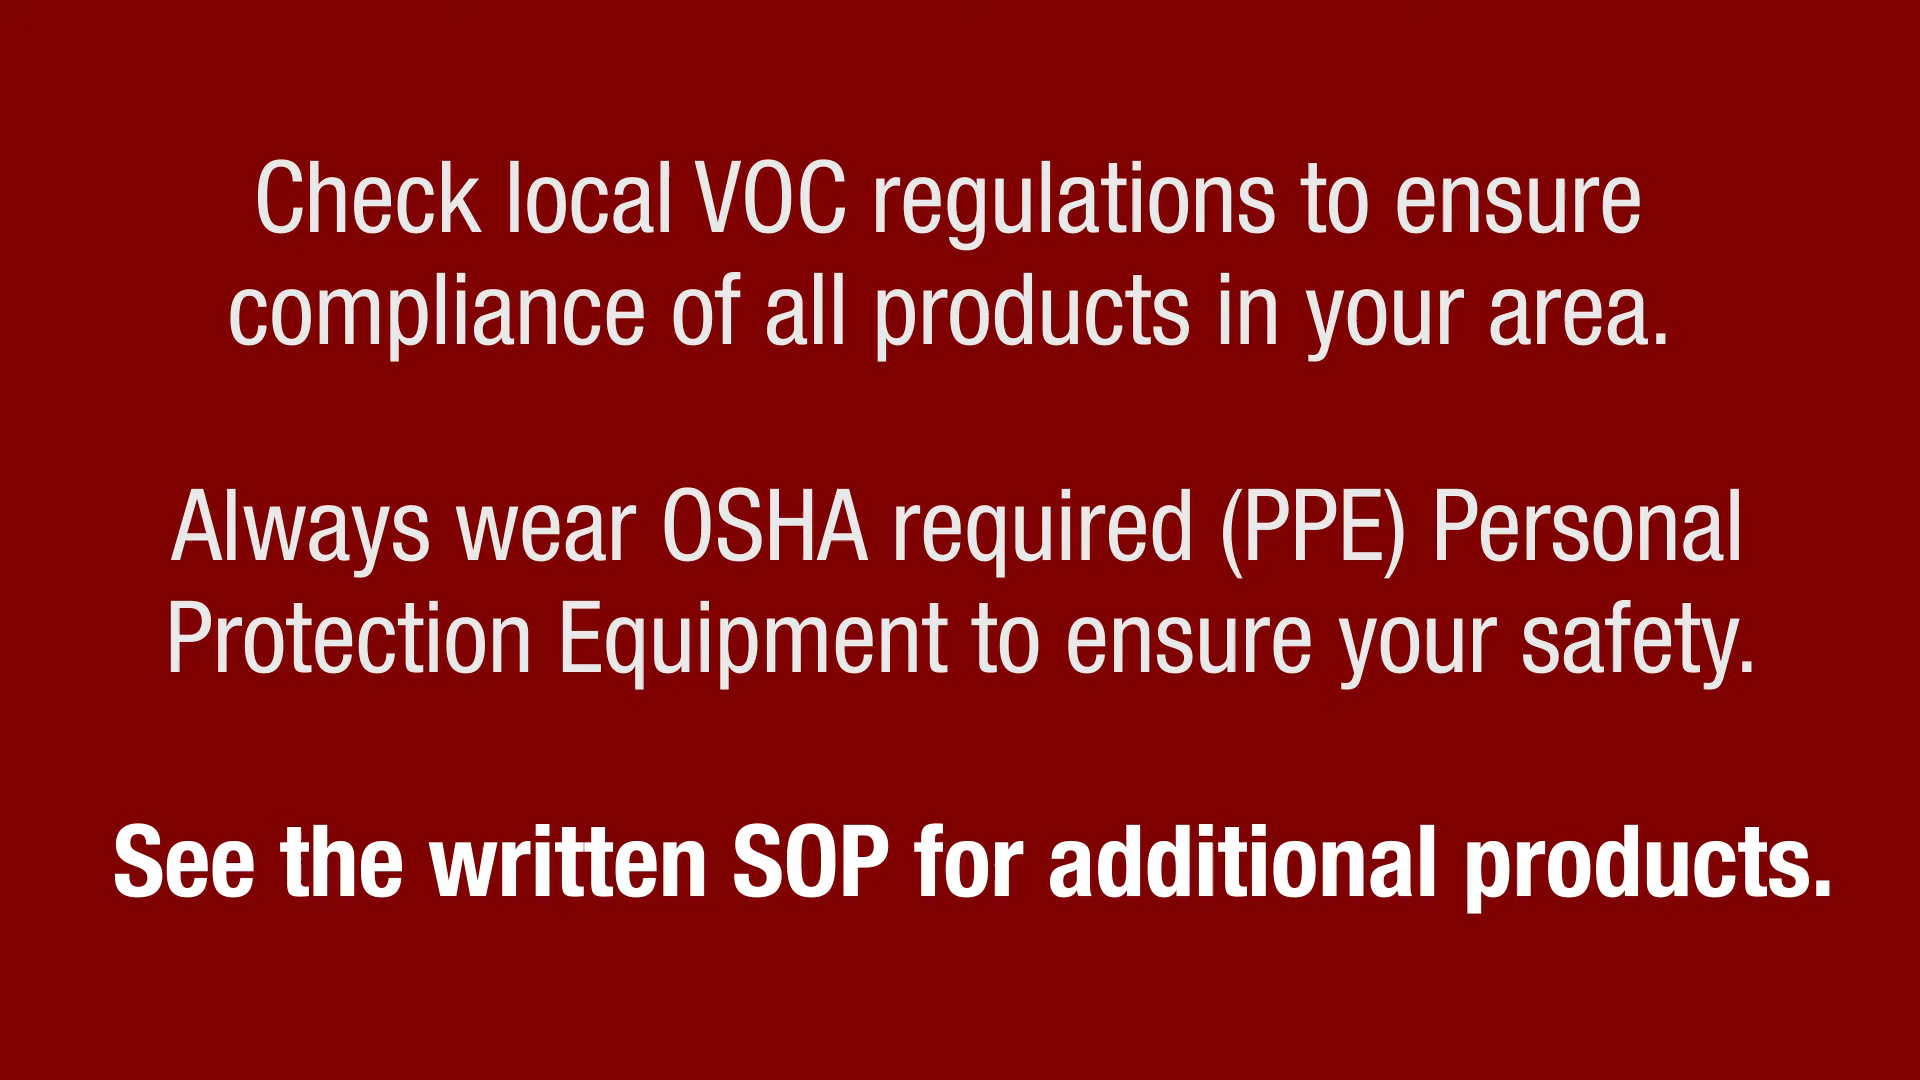 Check local VOC regulations to ensure
compliance of all products in your area.
Always wear OSHA required (PPE) Personal
Protection Equipment to ensure your safety.
See the written SOP for additional products.